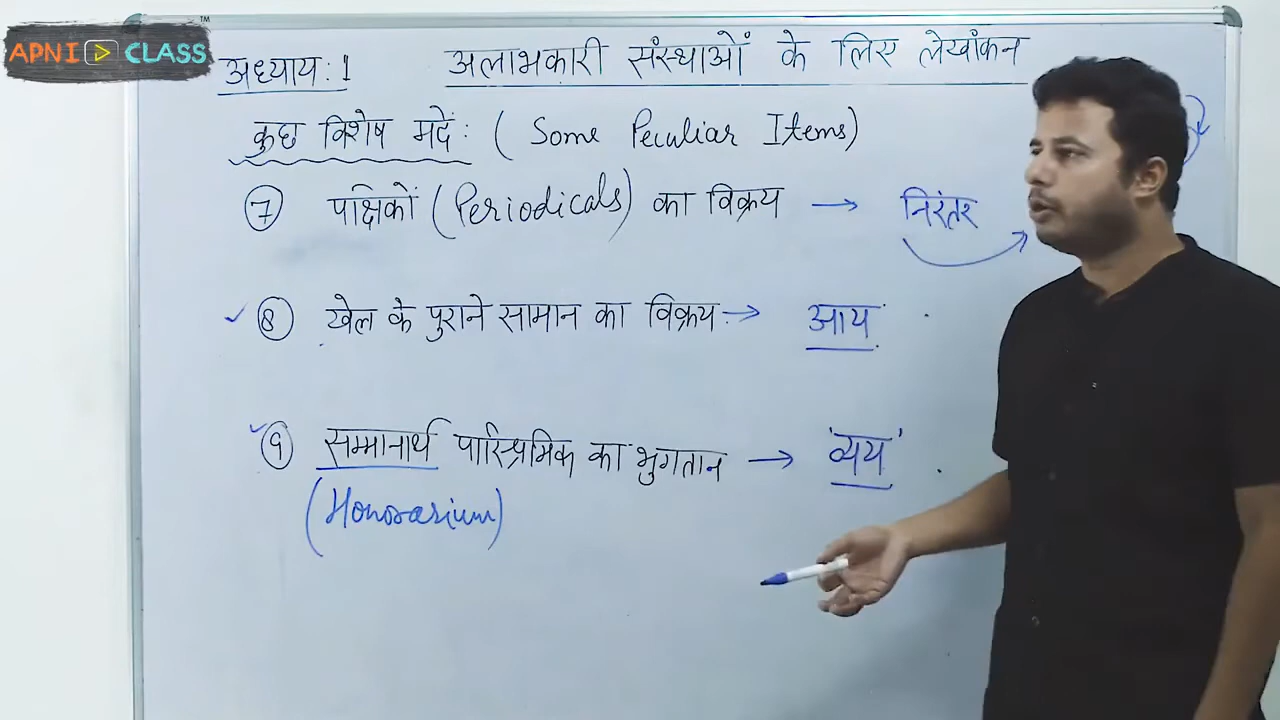 APNI CLASS ™
अध्याय : 1 अलाभकारी संस्थाओं के लिए लेखांकन
कुछ विशेष मदें : ( Some Peculiar Items)
7 पाक्षिकों (Periodicals) का विक्रय → निरंतर
8 खेल के पुराने सामान का विक्रय → आय
9 सम्मानार्थ पारिश्रमिक का भुगतान → 'व्यय'
(Honorarium)